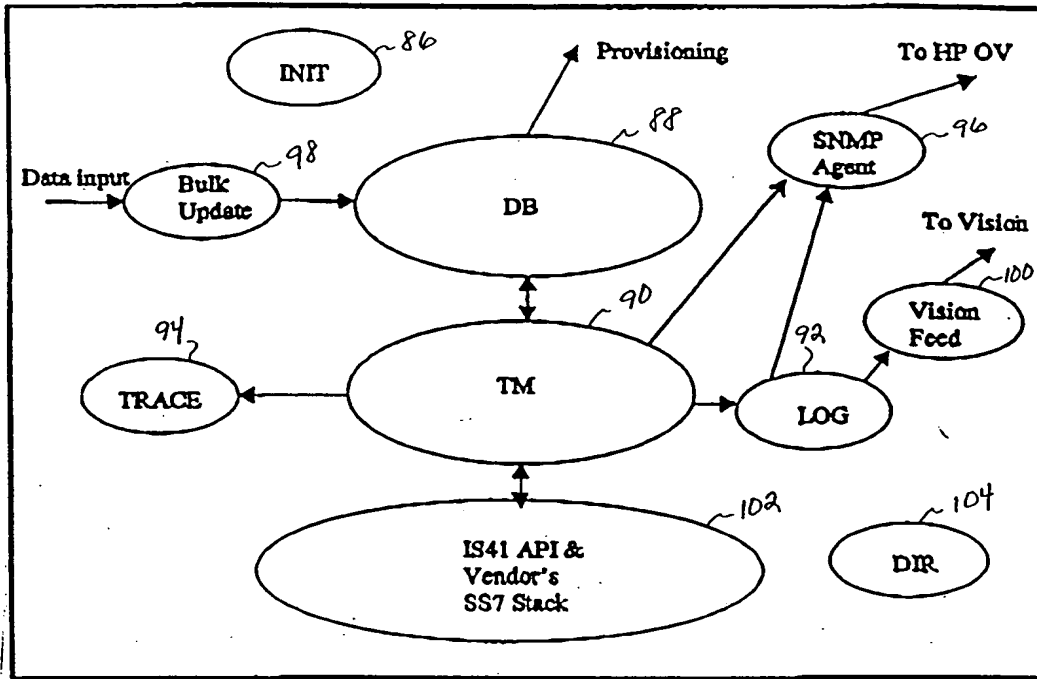 86
INIT
Provisioning
To HP OV
88
96
SNMP
Agent
98
Data input
Bulk
Update
DB
To Vision
100
90
Vision
Feed
94
92
TRACE
TM
LOG
102
104
IS41 API &
Vendor's
SS7 Stack
DIR